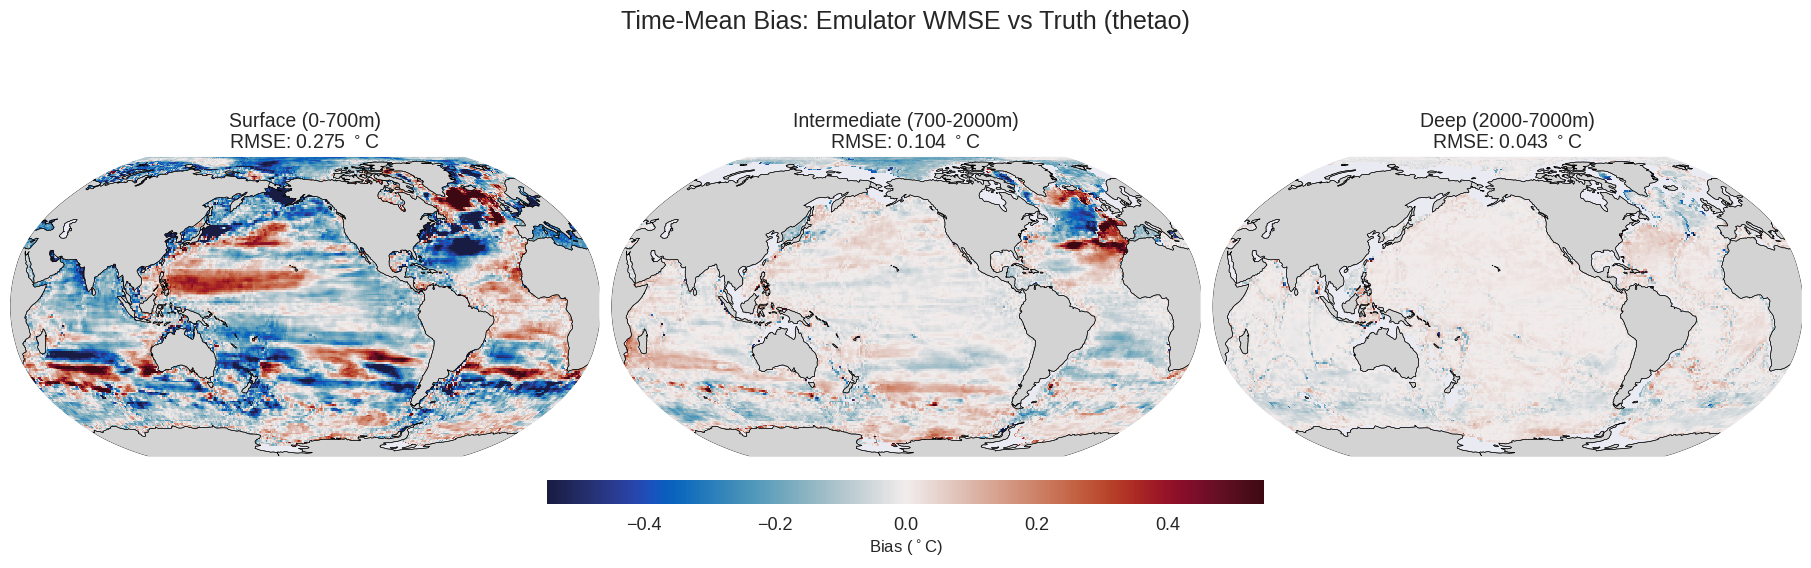 Time-Mean Bias: Emulator WMSE vs Truth (thetao)
Surface (0-700m)
RMSE: 0.275 °C
Intermediate (700-2000m)
RMSE: 0.104 °C
Deep (2000-7000m)
RMSE: 0.043 °C
−0.4 −0.2 0.0 0.2 0.4
Bias (°C)